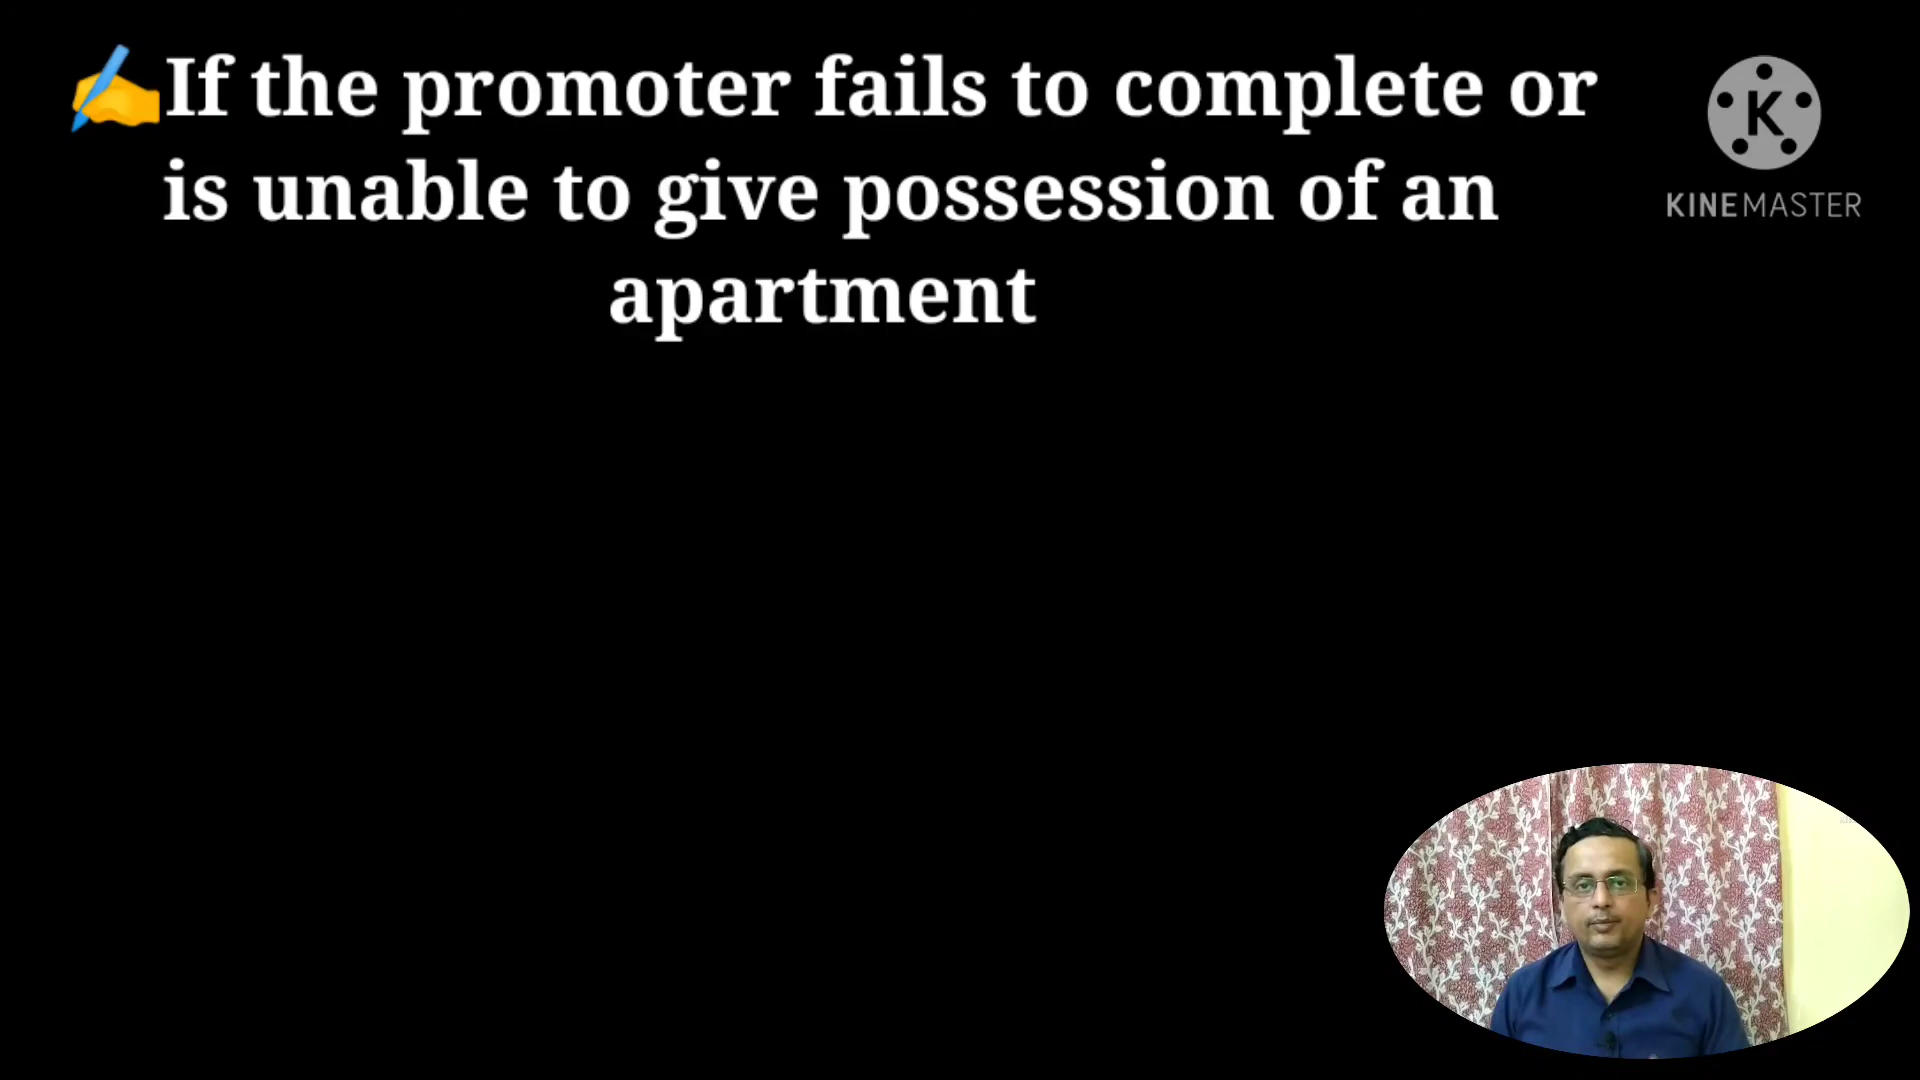 ✍️If the promoter fails to complete or
is unable to give possession of an
apartment
K
KINEMASTER